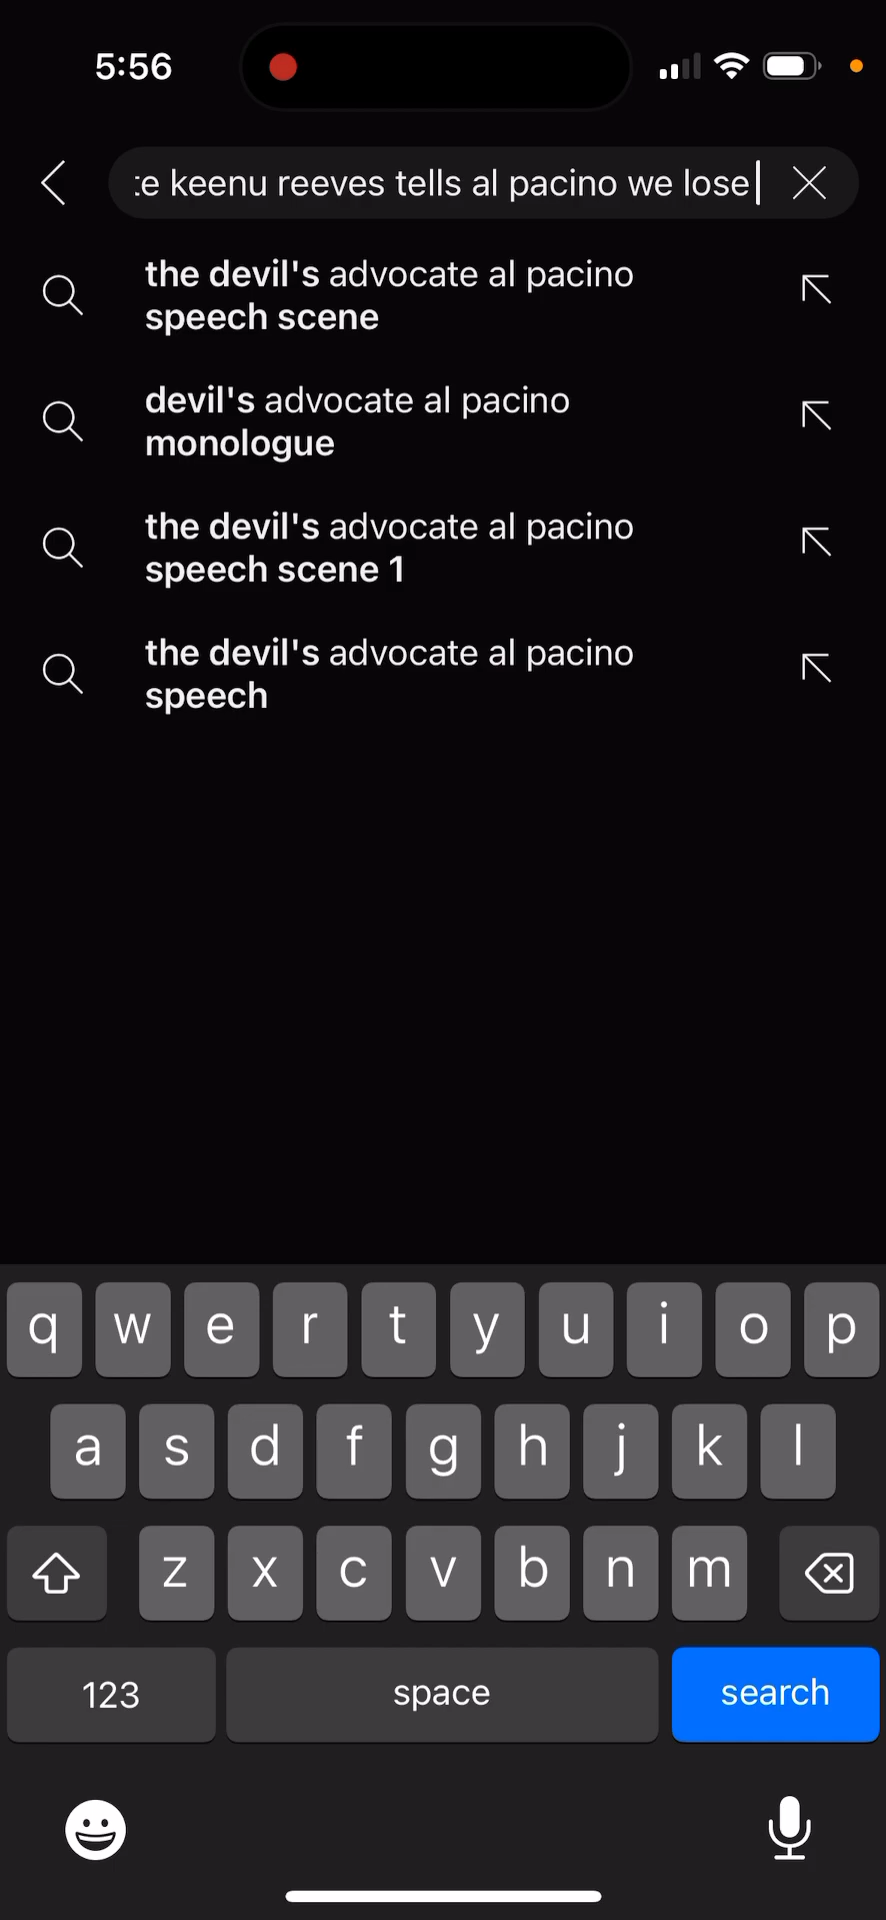 5:56
te keenu reeves tells al pacino we lose
the devil's advocate al pacino
speech scene
devil's advocate al pacino
monologue
the devil's advocate al pacino
speech scene 1
the devil's advocate al pacino
speech
q w e r t y u i o p
a s d f g h j k l
z x c v b n m
123 space search